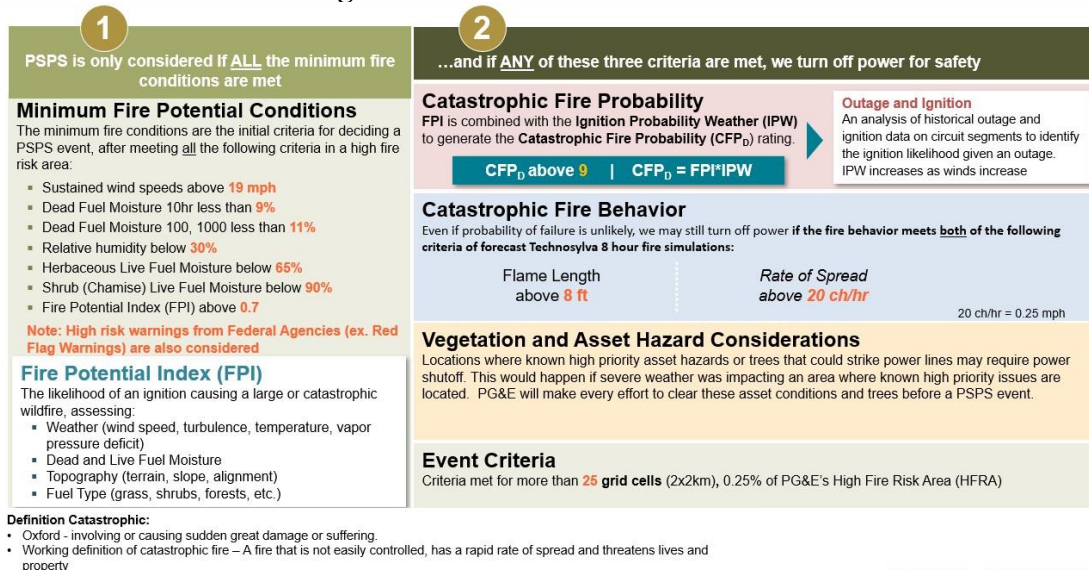 1
PSPS is only considered If ALL the minimum fire
conditions are met
Minimum Fire Potential Conditions
The minimum fire conditions are the initial criteria for deciding a
PSPS event, after meeting all the following criteria in a high fire
risk area:
▪ Sustained wind speeds above 19 mph
▪ Dead Fuel Moisture 10hr less than 9%
▪ Dead Fuel Moisture 100, 1000 less than 11%
▪ Relative humidity below 30%
▪ Herbaceous Live Fuel Moisture below 65%
▪ Shrub (Chamise) Live Fuel Moisture below 90%
▪ Fire Potential Index (FPI) above 0.7
Note: High risk warnings from Federal Agencies (ex. Red
Flag Warnings) are also considered
Fire Potential Index (FPI)
The likelihood of an ignition causing a large or catastrophic
wildfire, assessing:
▪ Weather (wind speed, turbulence, temperature, vapor
pressure deficit)
▪ Dead and Live Fuel Moisture
▪ Topography (terrain, slope, alignment)
▪ Fuel Type (grass, shrubs, forests, etc.)
2
…and if ANY of these three criteria are met, we turn off power for safety
Catastrophic Fire Probability
FPI is combined with the Ignition Probability Weather (IPW)
to generate the Catastrophic Fire Probability (CFPD) rating.
CFPD above 9 | CFPD = FPI*IPW
Outage and Ignition
An analysis of historical outage and
ignition data on circuit segments to identify
the ignition likelihood given an outage.
IPW increases as winds increase
Catastrophic Fire Behavior
Even if probability of failure is unlikely, we may still turn off power if the fire behavior meets both of the following
criteria of forecast Technosylva 8 hour fire simulations:
Flame Length
above 8 ft
Rate of Spread
above 20 ch/hr
20 ch/hr = 0.25 mph
Vegetation and Asset Hazard Considerations
Locations where known high priority asset hazards or trees that could strike power lines may require power
shutoff. This would happen if severe weather was impacting an area where known high priority issues are
located. PG&E will make every effort to clear these asset conditions and trees before a PSPS event.
Event Criteria
Criteria met for more than 25 grid cells (2x2km), 0.25% of PG&E's High Fire Risk Area (HFRA)
Definition Catastrophic:
• Oxford - involving or causing sudden great damage or suffering.
• Working definition of catastrophic fire – A fire that is not easily controlled, has a rapid rate of spread and threatens lives and
property